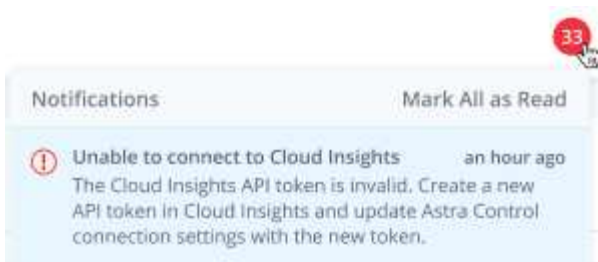 33
Notifications Mark All as Read
Unable to connect to Cloud Insights an hour ago
The Cloud Insights API token is invalid. Create a new
API token in Cloud Insights and update Astra Control
connection settings with the new token.